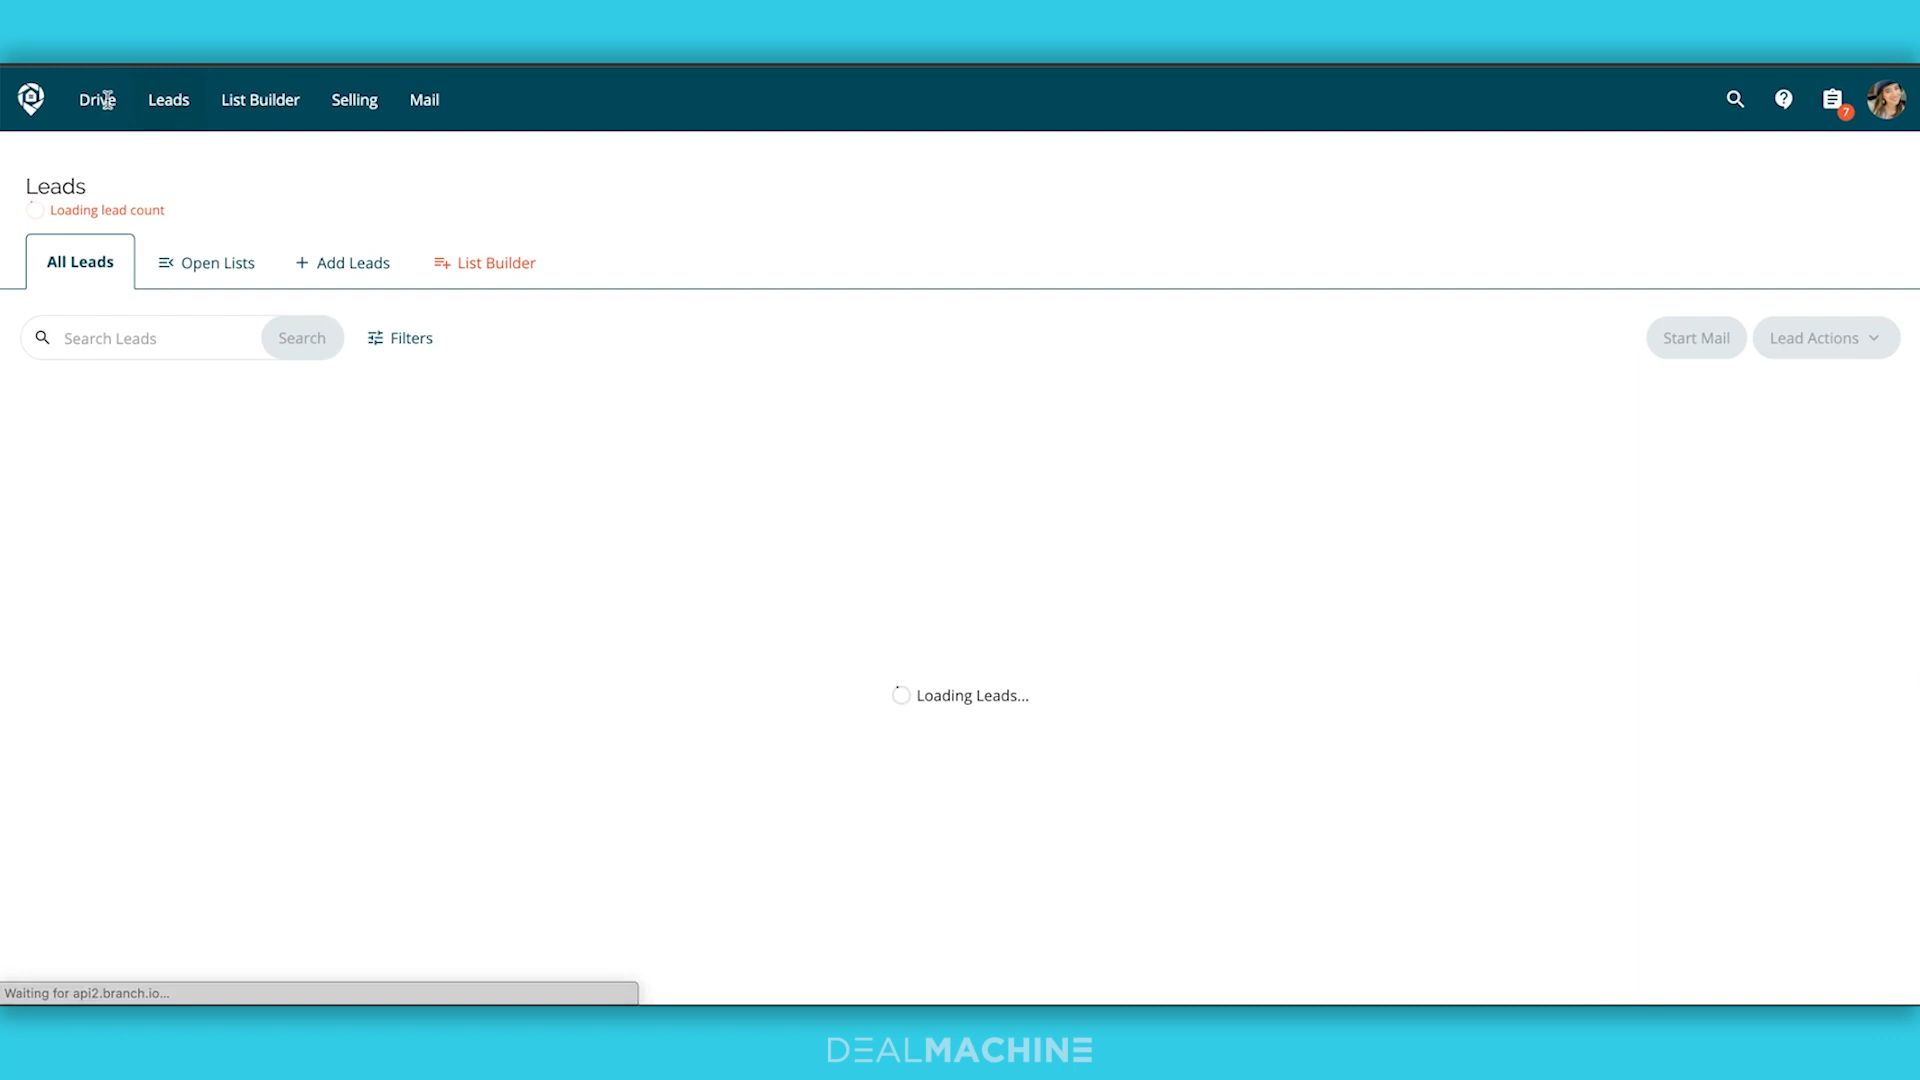 Drive Leads List Builder Selling Mail
7
Leads
Loading lead count
All Leads Open Lists + Add Leads List Builder
Search Leads Search Filters Start Mail Lead Actions
Loading Leads...
Waiting for api2.branch.io...
DEALMACHINE